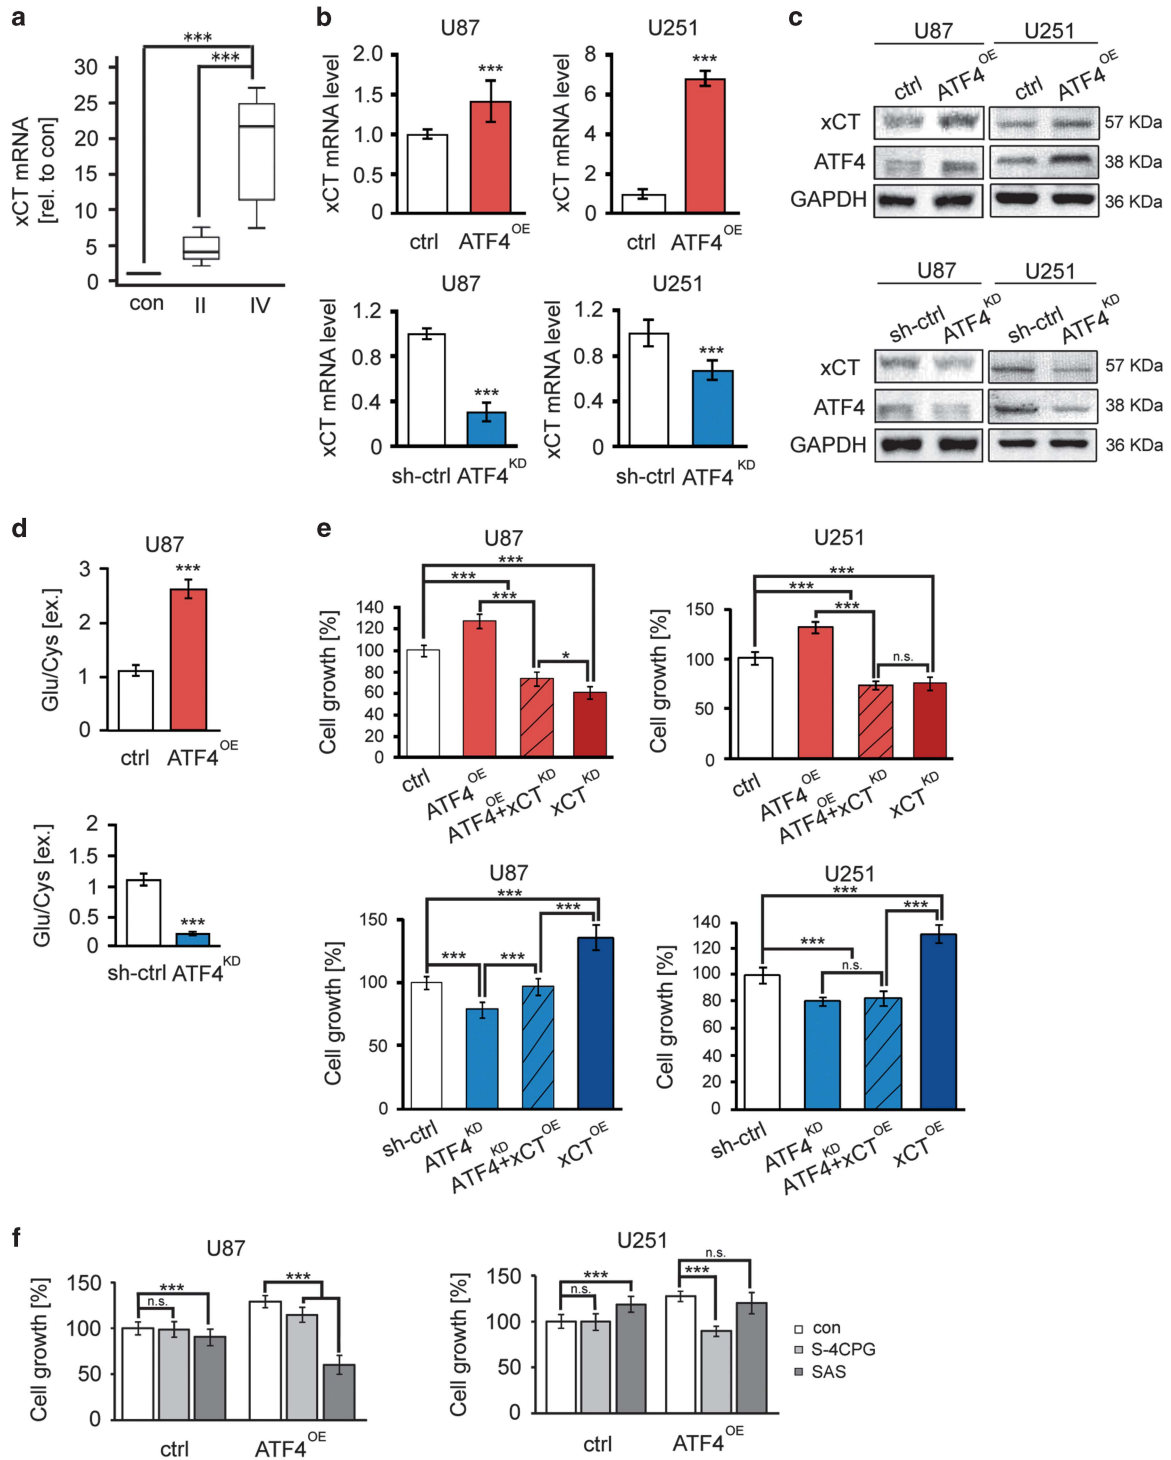 a
***
***
30
25
20
15
10
5
0
xCT mRNA
[rel. to con]
con II IV
b
U87
2.0
1.5
1.0
0.5
0
xCT mRNA level
***
ctrl ATF4OE
U251
8
6
4
2
0
xCT mRNA level
***
ctrl ATF4OE
U87
1.2
0.8
0.4
0
xCT mRNA level
***
sh-ctrl ATF4KD
U251
1.2
0.8
0.4
0
xCT mRNA level
***
sh-ctrl ATF4KD
c
U87 U251
ctrl ATF4OE ctrl ATF4OE
xCT 57 KDa
ATF4 38 KDa
GAPDH 36 KDa
U87 U251
sh-ctrl ATF4KD sh-ctrl ATF4KD
xCT 57 KDa
ATF4 38 KDa
GAPDH 36 KDa
d
U87
3
2
1
0
Glu/Cys [ex.]
***
ctrl ATF4OE
2
1.5
1
0.5
0
Glu/Cys [ex.]
***
sh-ctrl ATF4KD
e
U87
***
***
***
*
140
120
100
80
60
40
20
0
Cell growth [%]
ctrl ATF4OE ATF4OE+xCTKD xCTKD
U251
***
***
***
n.s.
150
100
50
0
Cell growth [%]
ctrl ATF4OE ATF4OE+xCTKD xCTKD
U87
***
***
*** ***
150
100
50
0
Cell growth [%]
sh-ctrl ATF4KD ATF4KD+xCTOE xCTOE
U251
***
***
***
n.s.
140
120
100
80
60
40
20
0
Cell growth [%]
sh-ctrl ATF4KD ATF4KD+xCTOE xCTOE
f
U87
***
***
n.s.
150
100
50
0
Cell growth [%]
ctrl ATF4OE
U251
n.s.
*** ***
n.s.
150
100
50
0
Cell growth [%]
ctrl ATF4OE
con
S-4CPG
SAS